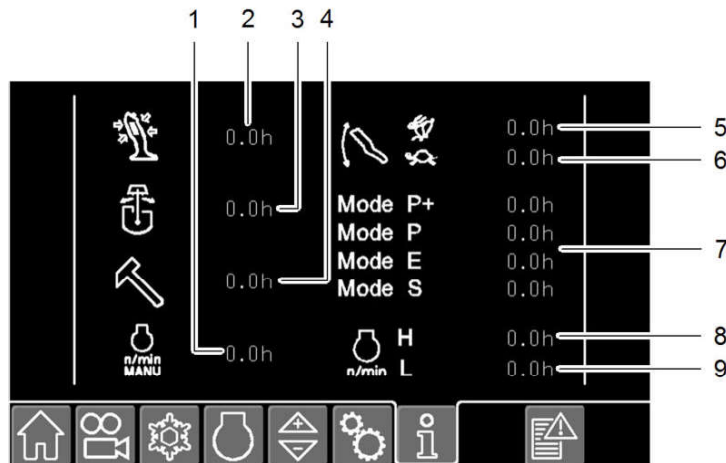 1 2 3 4
0.0h 0.0h 5
0.0h 6
0.0h Mode P+ 0.0h
Mode P 0.0h
7
Mode E 0.0h
0.0h Mode S 0.0h
n/min MANU 0.0h H 0.0h 8
n/min L 0.0h 9